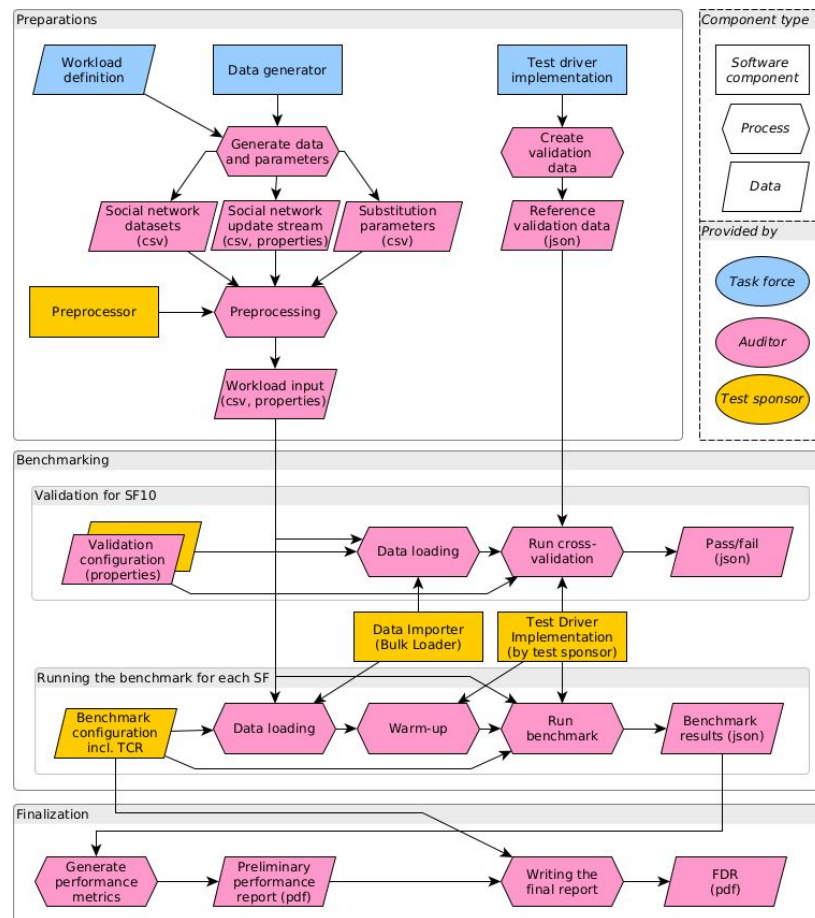 Preparations
Workload
definition
Data generator
Test driver
implementation
Generate data
and parameters
Create
validation
data
Social network
datasets
(csv)
Social network
update stream
(csv, properties)
Substitution
parameters
(csv)
Reference
validation data
(json)
Preprocessor
Preprocessing
Workload input
(csv, properties)
Component type
Software
component
Process
Data
Provided by
Task force
Auditor
Test sponsor
Benchmarking
Validation for SF10
Validation
configuration
(properties)
Data loading
Run cross-
validation
Pass/fail
(json)
Data Importer
(Bulk Loader)
Test Driver
Implementation
(by test sponsor)
Running the benchmark for each SF
Benchmark
configuration
incl. TCR
Data loading
Warm-up
Run
benchmark
Benchmark
results (json)
Finalization
Generate
performance
metrics
Preliminary
performance
report (pdf)
Writing the
final report
FDR
(pdf)